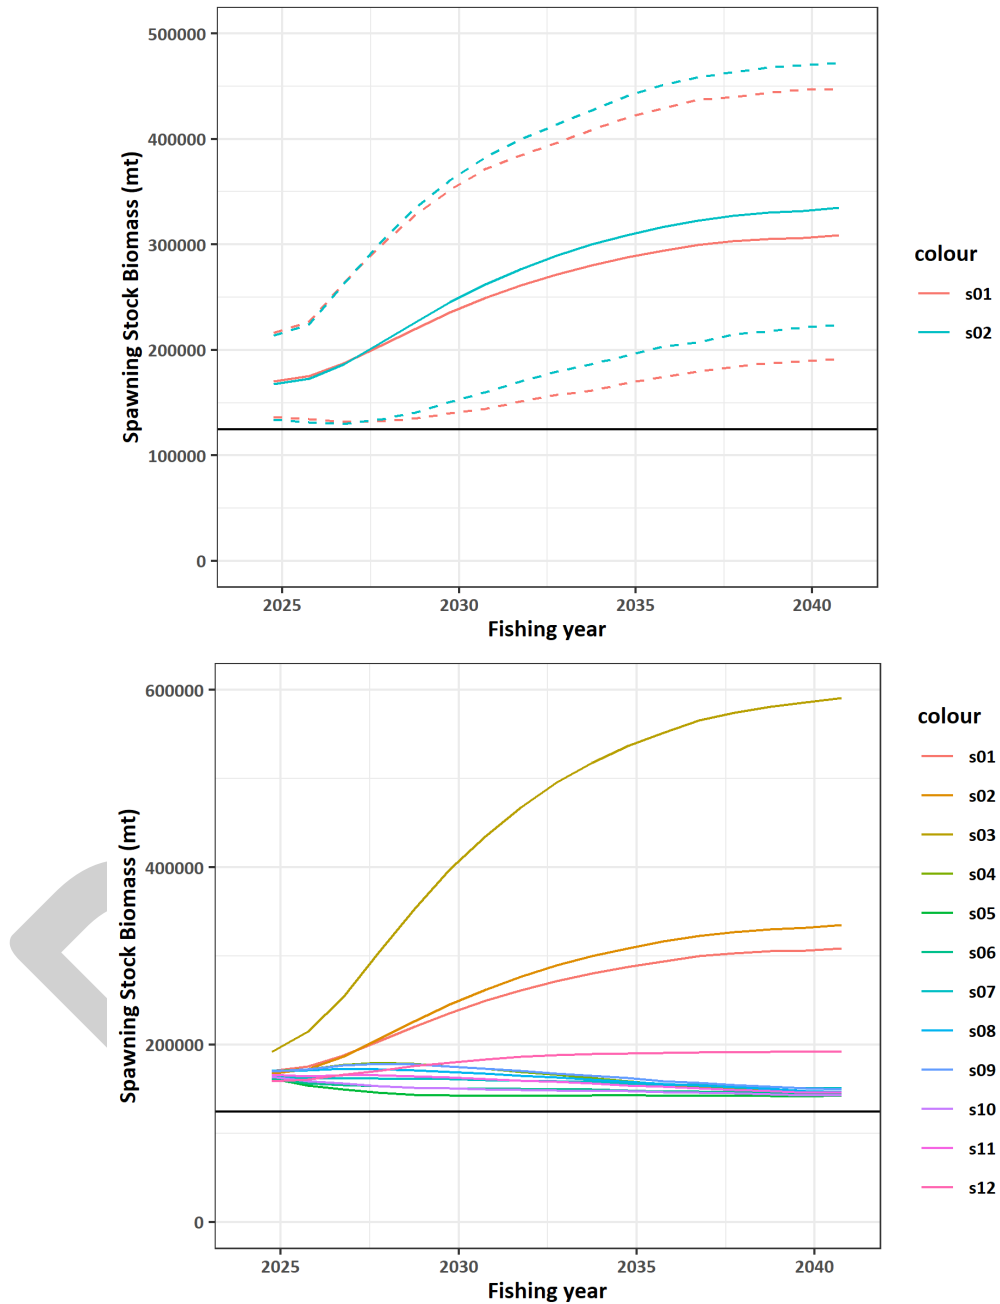 500000
400000
300000
200000
100000
0
Spawning Stock Biomass (mt)
2025
2030
2035
2040
Fishing year
colour
s01
s02
600000
400000
200000
0
Spawning Stock Biomass (mt)
2025
2030
2035
2040
Fishing year
colour
s01
s02
s03
s04
s05
s06
s07
s08
s09
s10
s11
s12